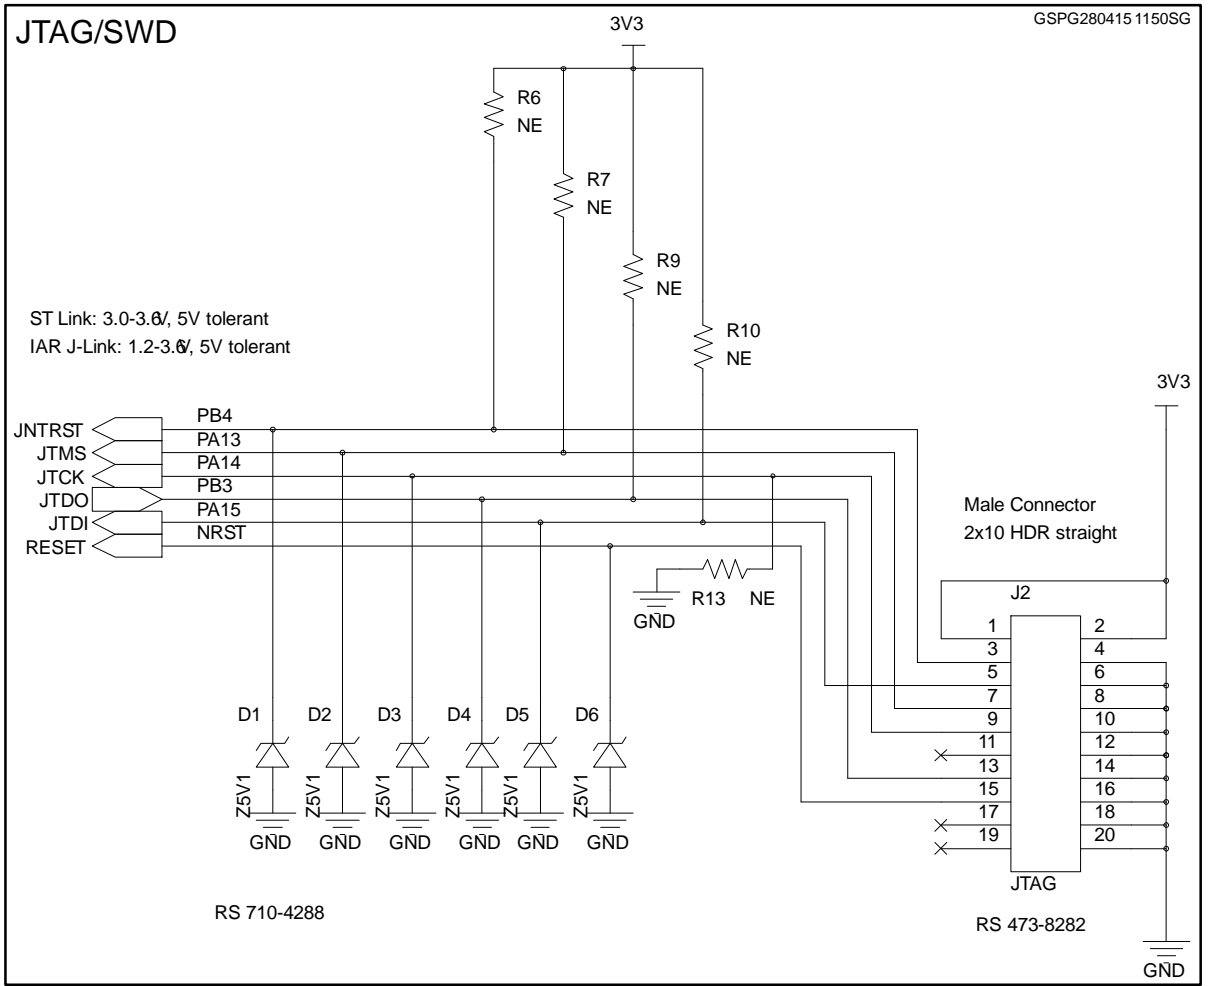 JTAG/SWD
GSPG280415 1150SG
3V3
R6
NE
R7
NE
R9
NE
R10
NE
ST Link: 3.0-3.6V, 5V tolerant
IAR J-Link: 1.2-3.6V, 5V tolerant
3V3
JNTRST
PB4
JTMS
PA13
JTCK
PA14
JTDO
PB3
JTDI
PA15
RESET
NRST
Male Connector
2x10 HDR straight
R13 NE
GND
J2
1 2
3 4
5 6
7 8
9 10
11 12
13 14
15 16
17 18
19 20
JTAG
D1 D2 D3 D4 D5 D6
Z5V1 Z5V1 Z5V1 Z5V1 Z5V1 Z5V1
GND GND GND GND GND GND
RS 710-4288
RS 473-8282
GND